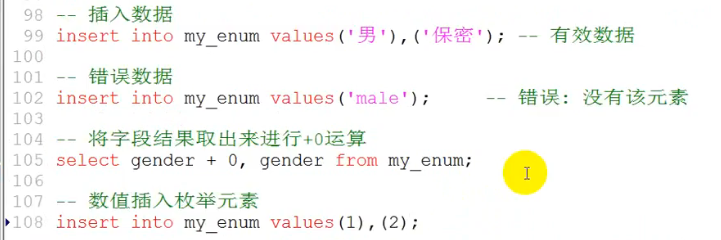 98 -- 插入数据
99 insert into my_enum values('男'),('保密'); -- 有效数据
100
101 -- 错误数据
102 insert into my_enum values('male'); -- 错误: 没有该元素
103
104 -- 将字段结果取出来进行+0运算
105 select gender + 0, gender from my_enum;
106
107 -- 数值插入枚举元素
108 insert into my_enum values(1),(2);